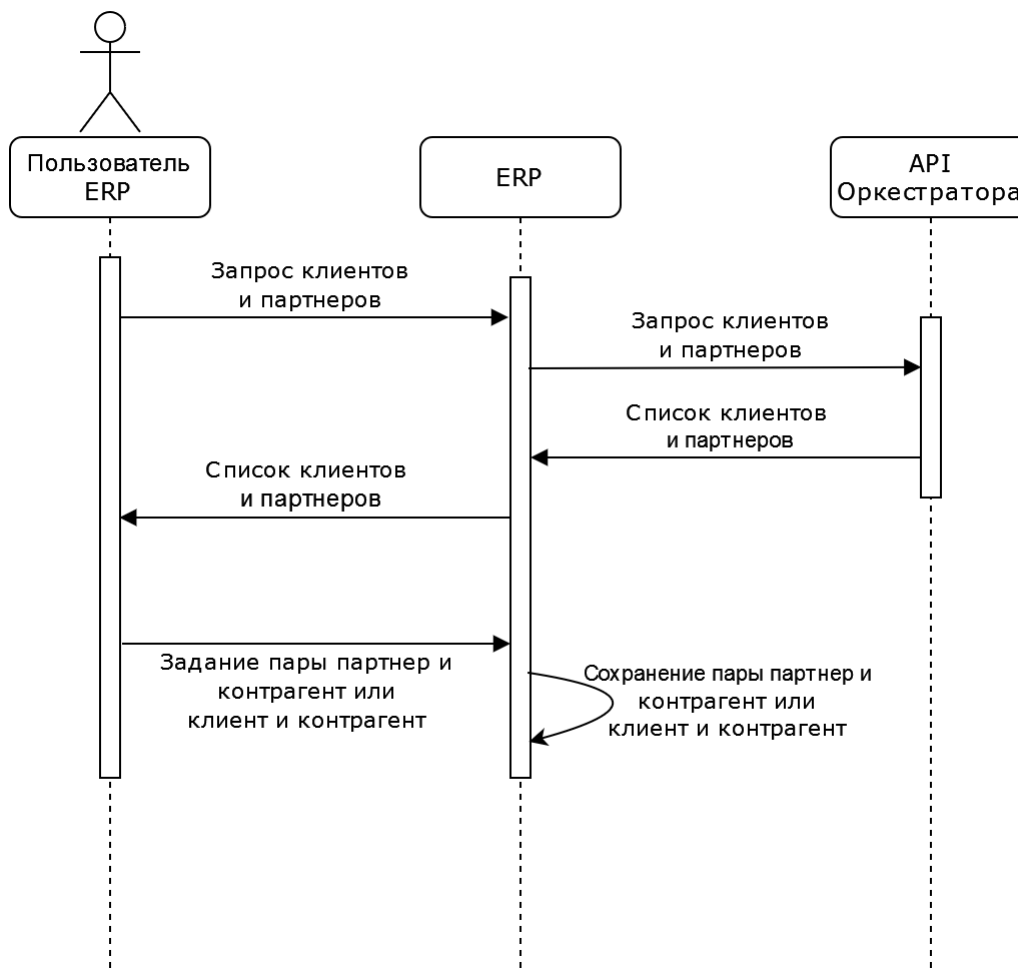 Пользователь
ERP
ERP
API
Оркестратора
Запрос клиентов
и партнеров
Запрос клиентов
и партнеров
Список клиентов
и партнеров
Список клиентов
и партнеров
Задание пары партнер и
контрагент или
клиент и контрагент
Сохранение пары партнер и
контрагент или
клиент и контрагент